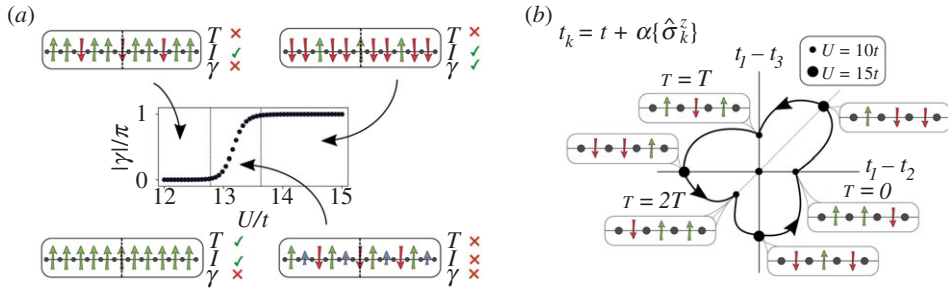 (a)
T ×
I ✓
γ ×
T ×
I ✓
γ ✓
1
|γ|/π
0
12 13 14 15
U/t
T ✓
I ✓
γ ×
T ×
I ×
γ ×
(b)
t_k = t + α{σ̂_k^z}
t_1 − t_3
U = 10t
U = 15t
T = T
t_1 − t_2
T = 2T
T = 0